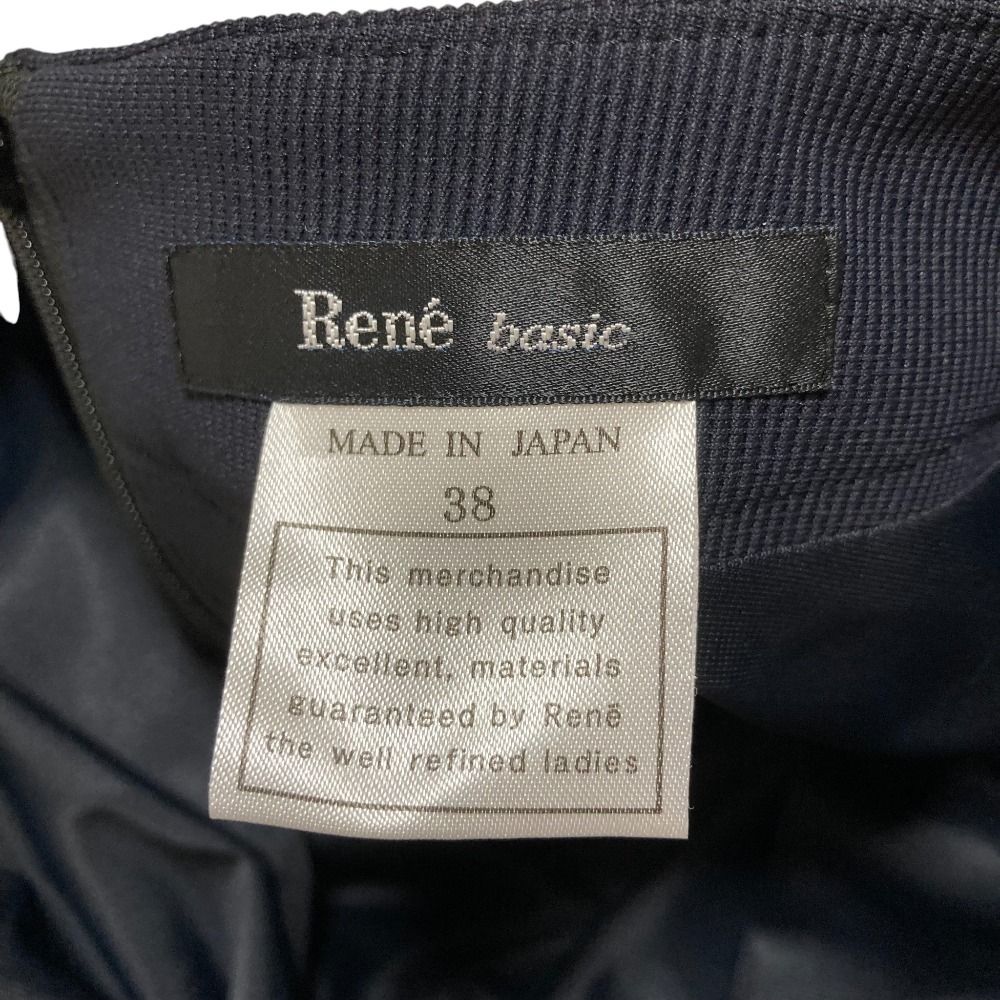 René basic
MADE IN JAPAN
38
This merchandise
uses high quality
excellent, materials
guaranteed by Renē
the well refined ladies